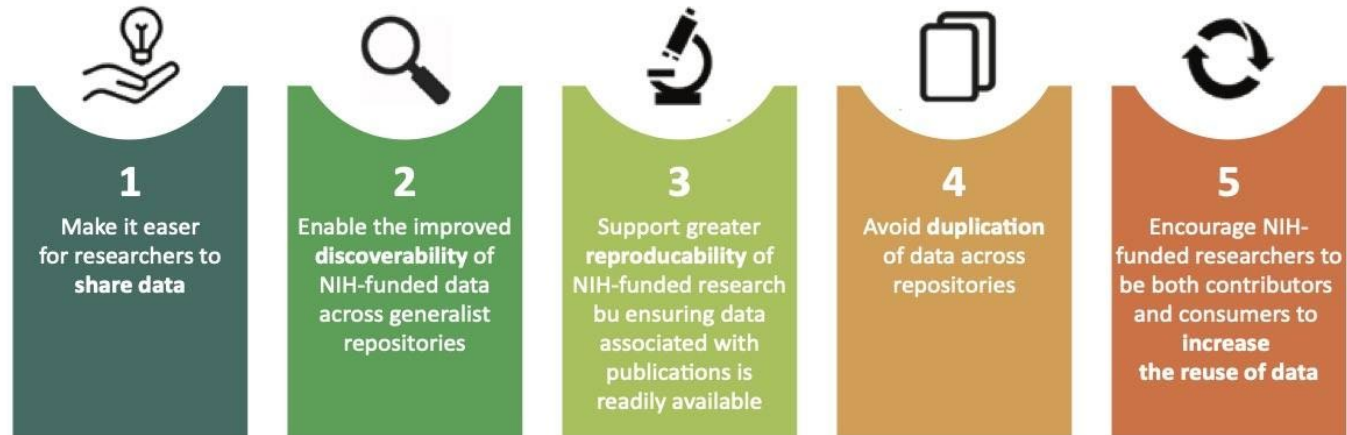 1
Make it easer
for researchers to
share data
2
Enable the improved
discoverability of
NIH-funded data
across generalist
repositories
3
Support greater
reproducability of
NIH-funded research
bu ensuring data
associated with
publications is
readily available
4
Avoid duplication
of data across
repositories
5
Encourage NIH-
funded researchers to
be both contributors
and consumers to
increase
the reuse of data